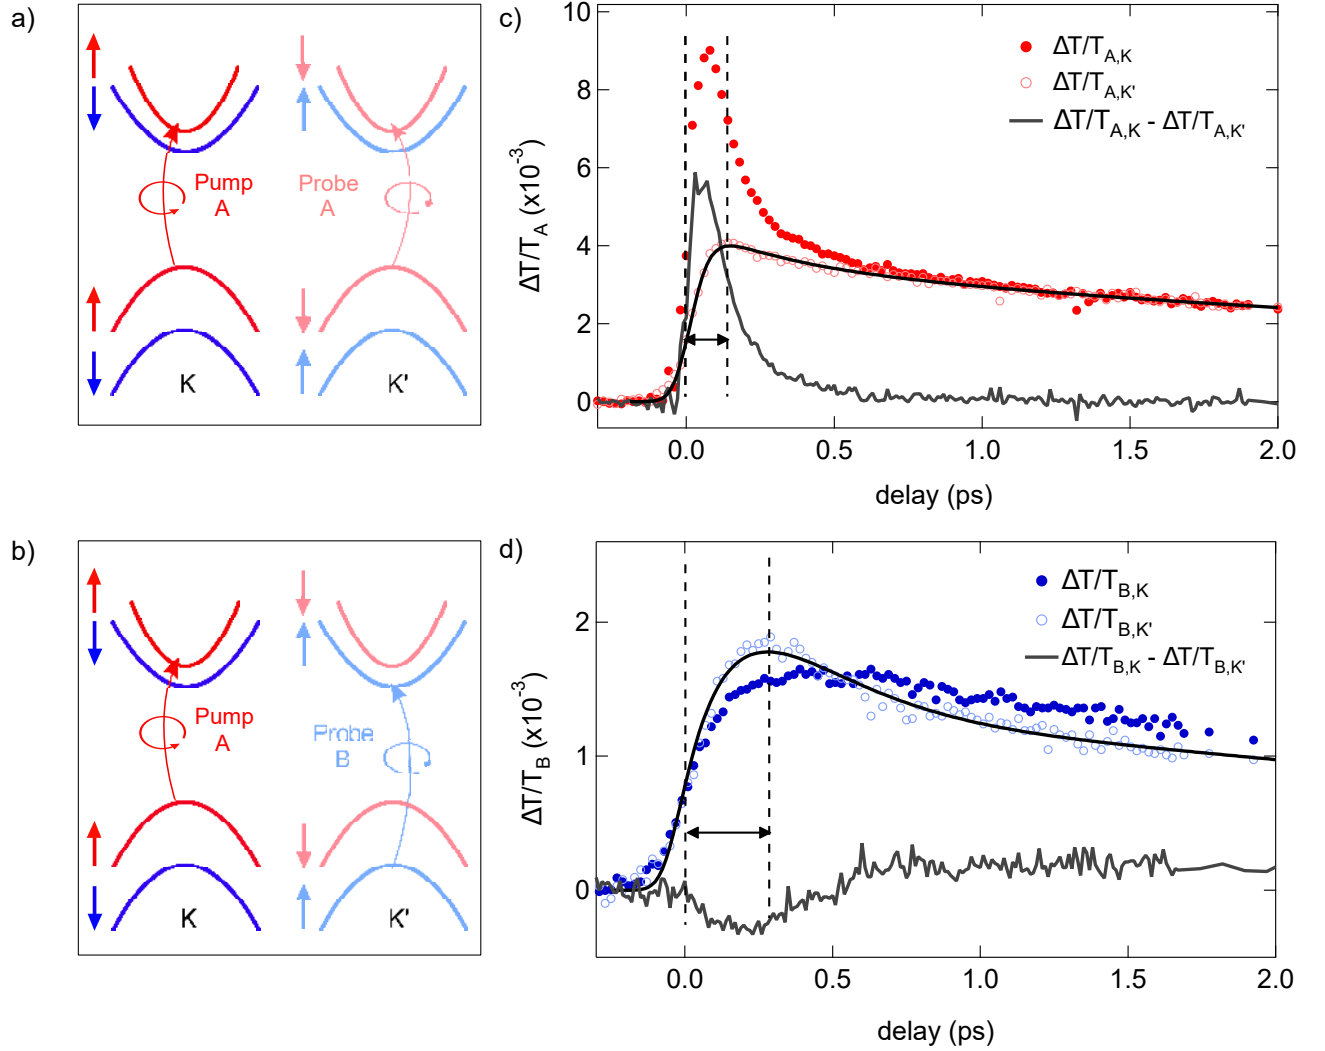 a)
Pump
A
Probe
A
K
K'
c)
10
8
6
4
2
0
ΔT/T_A (x10^-3)
ΔT/T_A,K
ΔT/T_A,K'
ΔT/T_A,K - ΔT/T_A,K'
0.0
0.5
1.0
1.5
2.0
delay (ps)
b)
Pump
A
Probe
B
K
K'
d)
2
1
0
ΔT/T_B (x10^-3)
ΔT/T_B,K
ΔT/T_B,K'
ΔT/T_B,K - ΔT/T_B,K'
0.0
0.5
1.0
1.5
2.0
delay (ps)